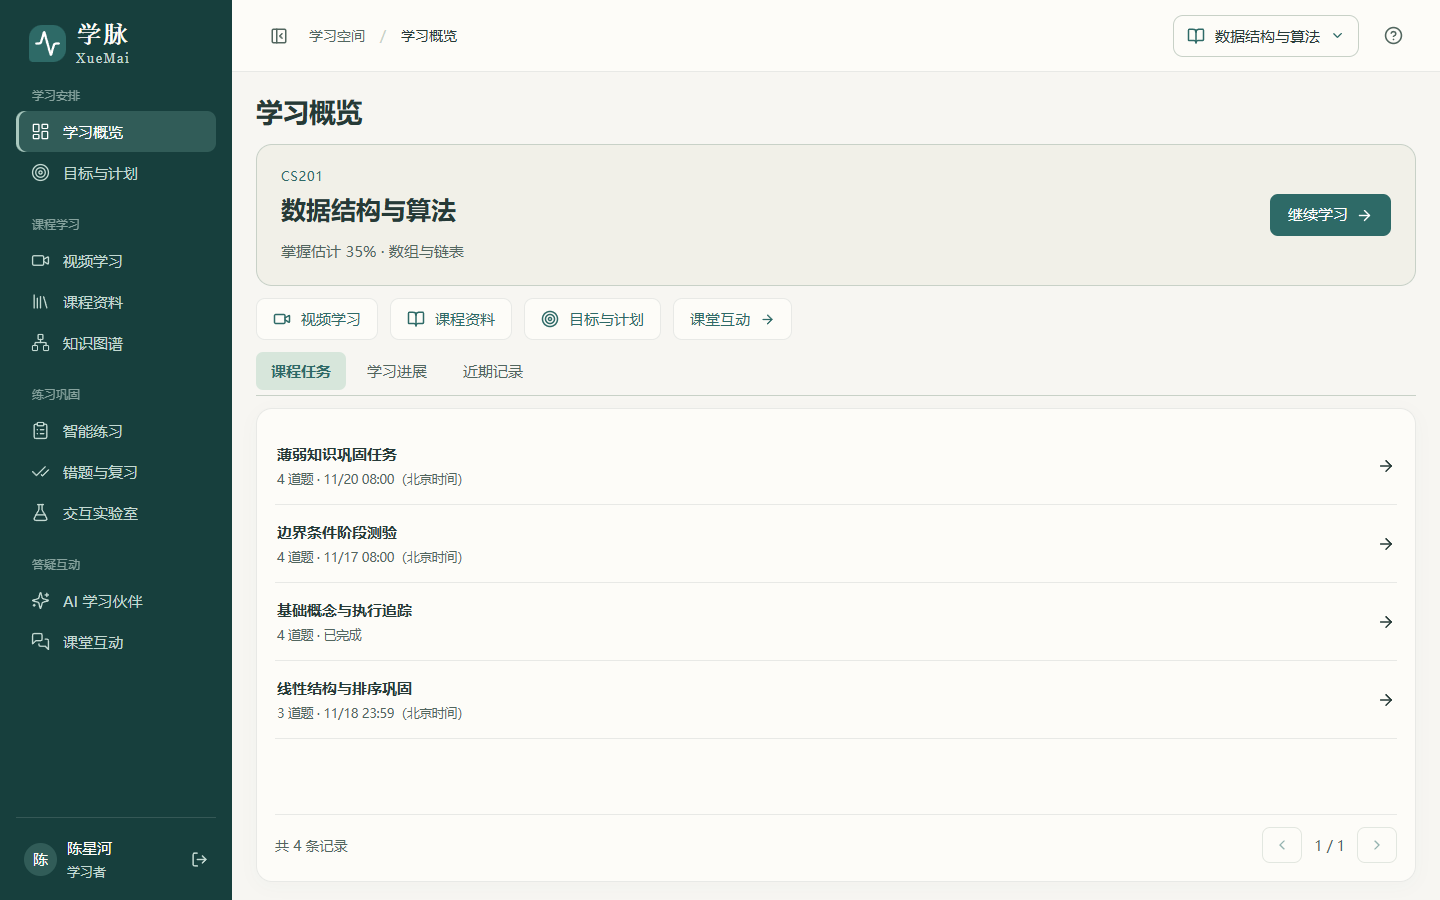 学脉
XueMai
学习安排
学习概览
目标与计划
课程学习
视频学习
课程资料
知识图谱
练习巩固
智能练习
错题与复习
交互实验室
答疑互动
AI 学习伙伴
课堂互动
陈
陈星河
学习者
学习空间 / 学习概览
数据结构与算法
学习概览
CS201
数据结构与算法
掌握估计 35% · 数组与链表
继续学习
视频学习 课程资料 目标与计划 课堂互动
课程任务 学习进展 近期记录
薄弱知识巩固任务
4 道题 · 11/20 08:00（北京时间）
边界条件阶段测验
4 道题 · 11/17 08:00（北京时间）
基础概念与执行追踪
4 道题 · 已完成
线性结构与排序巩固
3 道题 · 11/18 23:59（北京时间）
共 4 条记录
1 / 1